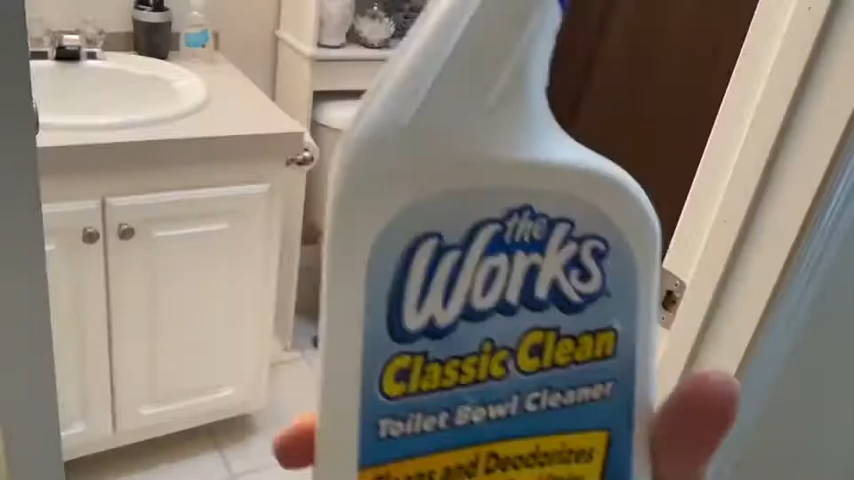 the
Works
Classic Clean
Toilet Bowl Cleaner
Cleans and Deodorizes